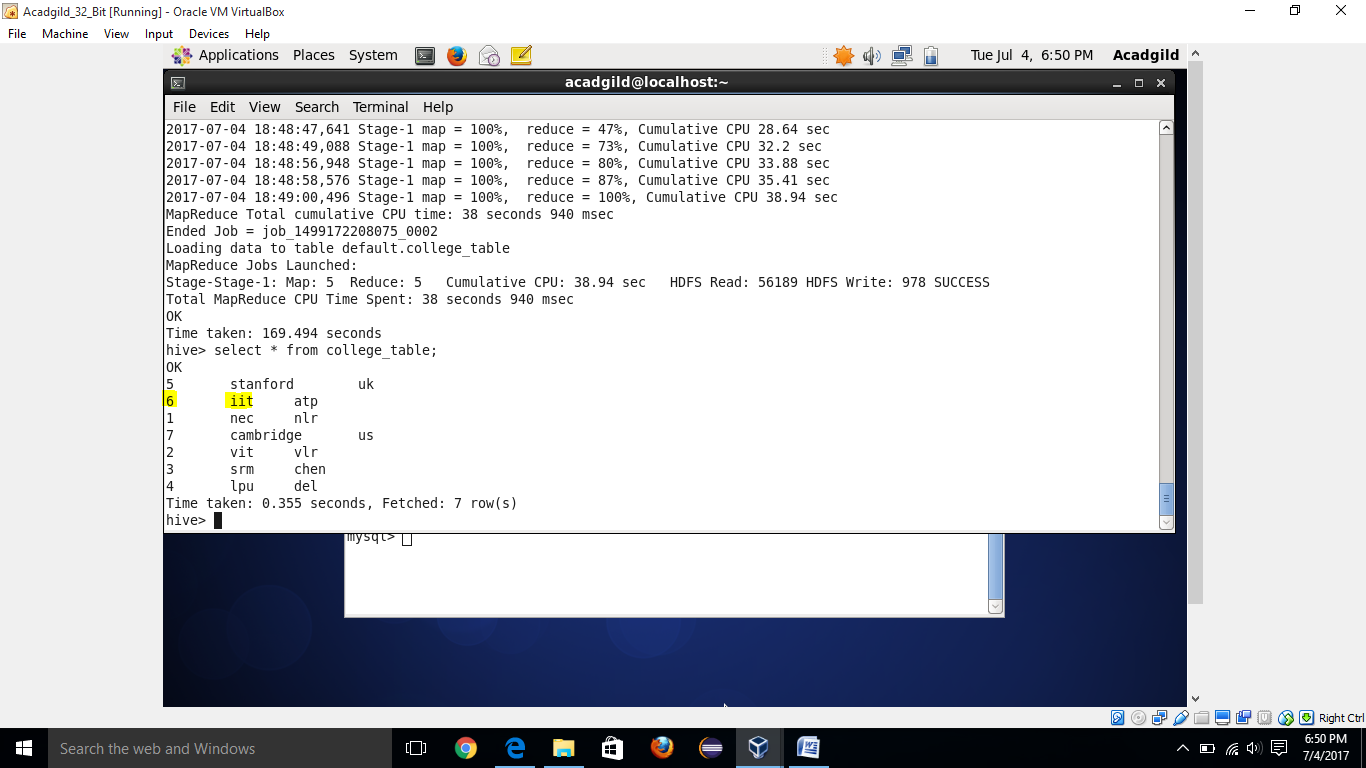 Acadgild_32_Bit [Running] - Oracle VM VirtualBox
File Machine View Input Devices Help
Applications Places System Tue Jul 4, 6:50 PM Acadgild
acadgild@localhost:~
File Edit View Search Terminal Help
2017-07-04 18:48:47,641 Stage-1 map = 100%,  reduce = 47%, Cumulative CPU 28.64 sec
2017-07-04 18:48:49,088 Stage-1 map = 100%,  reduce = 73%, Cumulative CPU 32.2 sec
2017-07-04 18:48:56,948 Stage-1 map = 100%,  reduce = 80%, Cumulative CPU 33.88 sec
2017-07-04 18:48:58,576 Stage-1 map = 100%,  reduce = 87%, Cumulative CPU 35.41 sec
2017-07-04 18:49:00,496 Stage-1 map = 100%,  reduce = 100%, Cumulative CPU 38.94 sec
MapReduce Total cumulative CPU time: 38 seconds 940 msec
Ended Job = job_1499172208075_0002
Loading data to table default.college_table
MapReduce Jobs Launched:
Stage-Stage-1: Map: 5  Reduce: 5   Cumulative CPU: 38.94 sec   HDFS Read: 56189 HDFS Write: 978 SUCCESS
Total MapReduce CPU Time Spent: 38 seconds 940 msec
OK
Time taken: 169.494 seconds
hive> select * from college_table;
OK
5 stanford uk
6 iit atp
1 nec nlr
7 cambridge us
2 vit vlr
3 srm chen
4 lpu del
Time taken: 0.355 seconds, Fetched: 7 row(s)
hive>
mysql>
Right Ctrl
Search the web and Windows
6:50 PM
7/4/2017